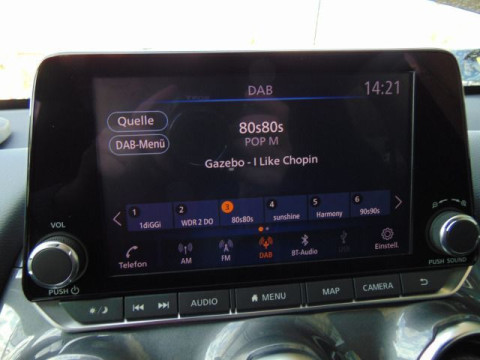 DAB 14:21
Quelle
80s80s
DAB-Menü
POP M
Gazebo - I Like Chopin
1 2 3 4 5 6
1diGGi WDR 2 DO 80s80s sunshine Harmony 90s90s
VOL
Telefon AM FM DAB BT-Audio Einstell.
PUSH
PUSH SOUND
AUDIO MENU MAP CAMERA